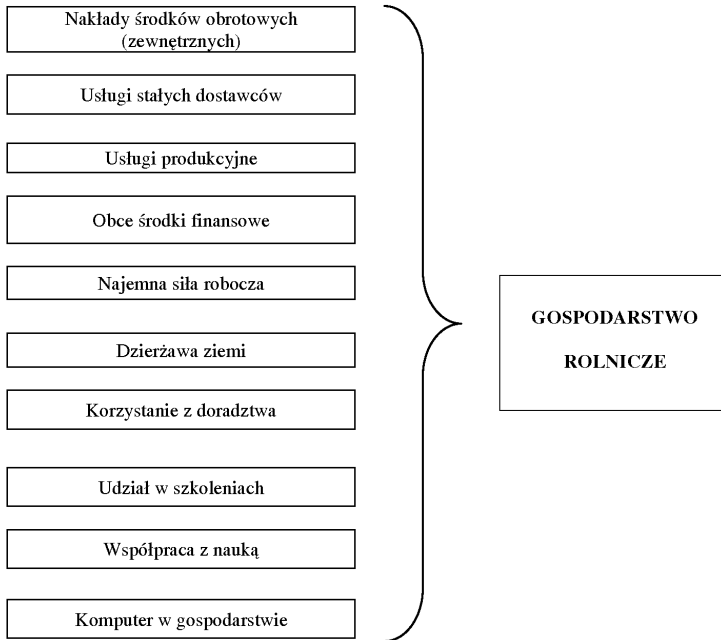 Nakłady środków obrotowych
(zewnętrznych)
Usługi stałych dostawców
Usługi produkcyjne
Obce środki finansowe
Najemna siła robocza
Dzierżawa ziemi
Korzystanie z doradztwa
Udział w szkoleniach
Współpraca z nauką
Komputer w gospodarstwie
GOSPODARSTWO
ROLNICZE